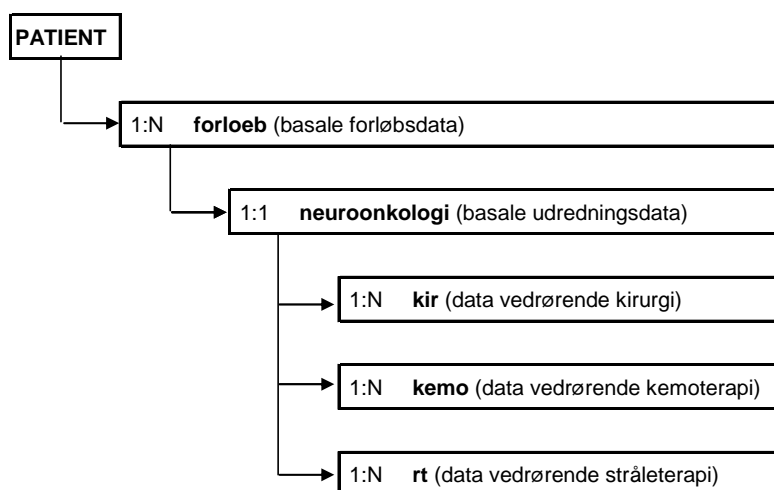 PATIENT
1:N forloeb (basale forløbsdata)
1:1 neuroonkologi (basale udredningsdata)
1:N kir (data vedrørende kirurgi)
1:N kemo (data vedrørende kemoterapi)
1:N rt (data vedrørende stråleterapi)